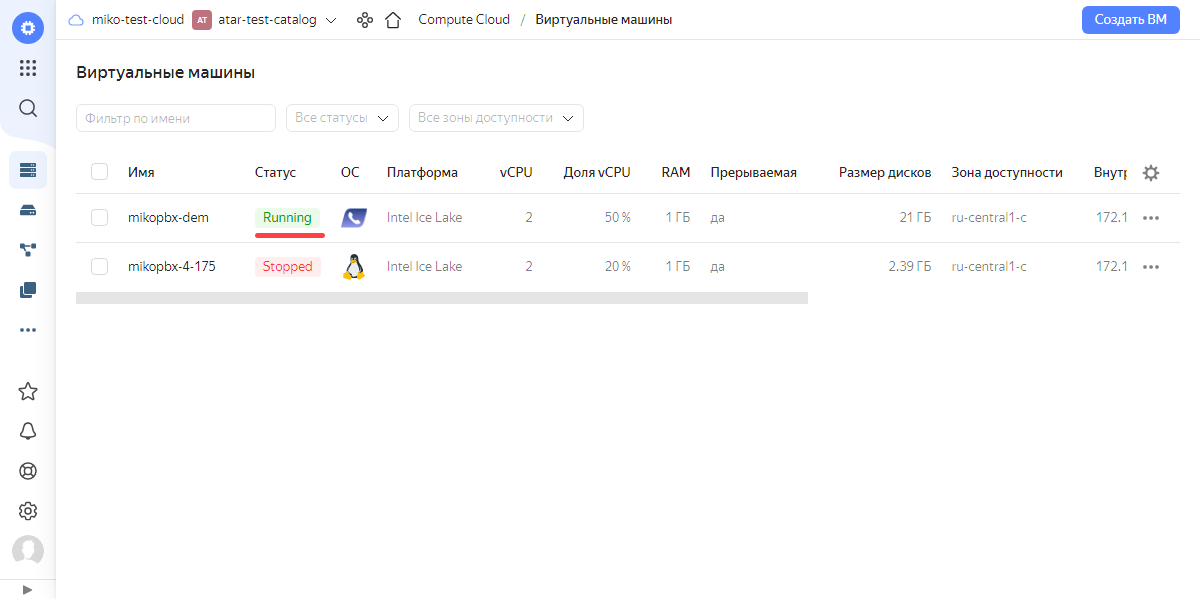 miko-test-cloud AT atar-test-catalog Compute Cloud / Виртуальные машины Создать ВМ
Виртуальные машины
Фильтр по имени Все статусы Все зоны доступности
Имя Статус ОС Платформа vCPU Доля vCPU RAM Прерываемая Размер дисков Зона доступности Внутр
mikopbx-dem Running Intel Ice Lake 2 50 % 1 ГБ да 21 ГБ ru-central1-c 172.1
mikopbx-4-175 Stopped Intel Ice Lake 2 20 % 1 ГБ да 2.39 ГБ ru-central1-c 172.1